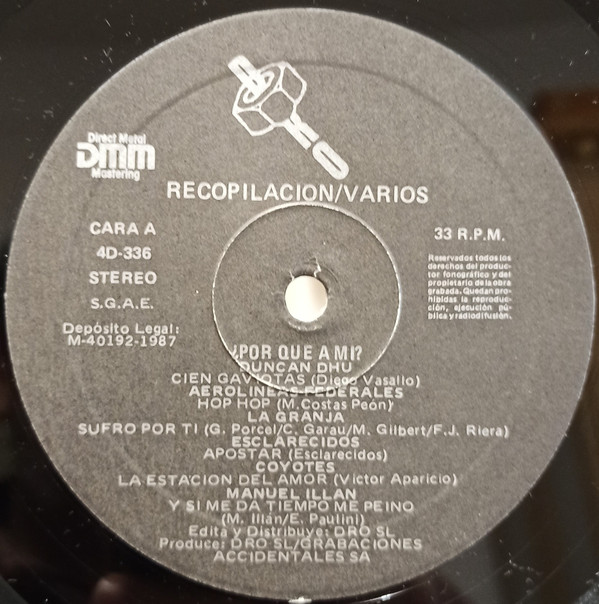 Direct Metal
DMM
Mastering
RECOPILACION/VARIOS
CARA A
4D-336
STEREO
S.G.A.E.
Depósito Legal:
M-40192-1987
33 R.P.M.
Reservados todos los
derechos del produc-
tor fonográfico y del
propietario de la obra
grabada. Quedan pro-
hibidas la reproduc-
ción, ejecución pú-
blica y radiodifusión.
¿POR QUE A MI?
DUNCAN DHU
CIEN GAVIOTAS (Diego Vasallo)
AEROLINEAS FEDERALES
HOP HOP (M. Costas Peón)
LA GRANJA
SUFRO POR TI (G. Porcel/C. Garau/M. Gilbert/F.J. Riera)
ESCLARECIDOS
APOSTAR (Esclarecidos)
COYOTES
LA ESTACION DEL AMOR (Victor Aparicio)
MANUEL ILLAN
Y SI ME DA TIEMPO ME PEINO
(M. Illán/E. Paulini)
Edita y Distribuye: DRO SL
Produce: DRO SL/GRABACIONES
ACCIDENTALES SA